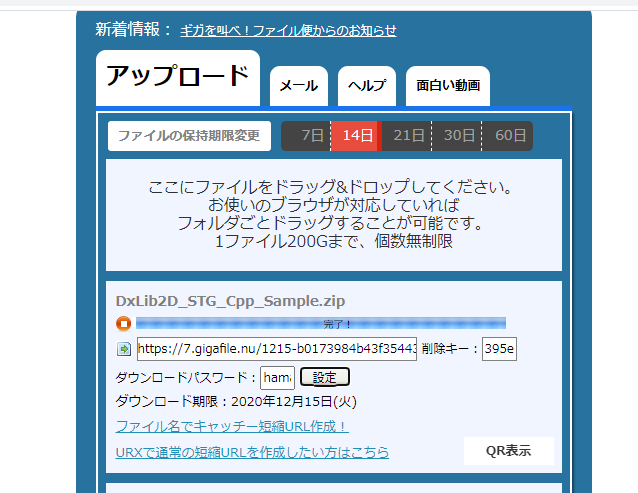 新着情報： ギガを叫べ！ファイル便からのお知らせ
アップロード メール ヘルプ 面白い動画
ファイルの保持期限変更 7日 14日 21日 30日 60日
ここにファイルをドラッグ&ドロップしてください。
お使いのブラウザが対応していれば
フォルダごとドラッグすることが可能です。
1ファイル200Gまで、個数無制限
DxLib2D_STG_Cpp_Sample.zip
完了！
https://7.gigafile.nu/1215-b0173984b43f35443 削除キー： 395e
ダウンロードパスワード： hama 設定
ダウンロード期限：2020年12月15日(火)
ファイル名でキャッチー短縮URL作成！
URXで通常の短縮URLを作成したい方はこちら
QR表示